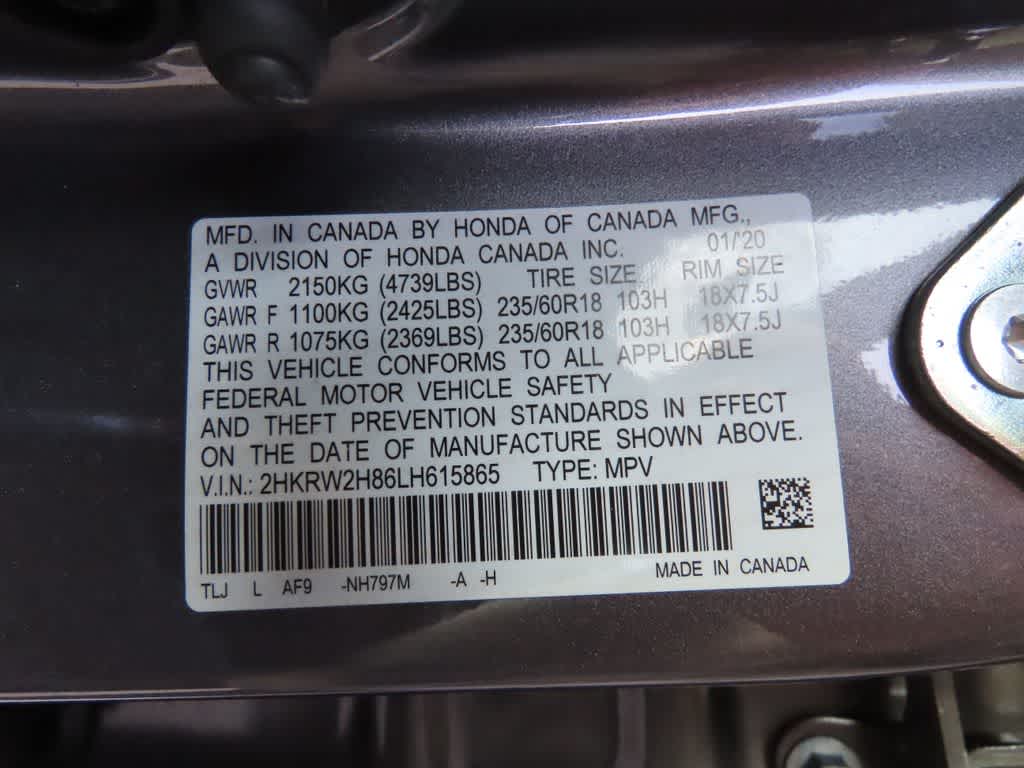 MFD. IN CANADA BY HONDA OF CANADA MFG.,
A DIVISION OF HONDA CANADA INC. 01/'20
GVWR 2150KG (4739LBS) TIRE SIZE RIM SIZE
GAWR F 1100KG (2425LBS) 235/60R18 103H 18X7.5J
GAWR R 1075KG (2369LBS) 235/60R18 103H 18X7.5J
THIS VEHICLE CONFORMS TO ALL APPLICABLE
FEDERAL MOTOR VEHICLE SAFETY
AND THEFT PREVENTION STANDARDS IN EFFECT
ON THE DATE OF MANUFACTURE SHOWN ABOVE.
V.I.N.: 2HKRW2H86LH615865 TYPE: MPV
TLJ L AF9 -NH797M -A -H MADE IN CANADA